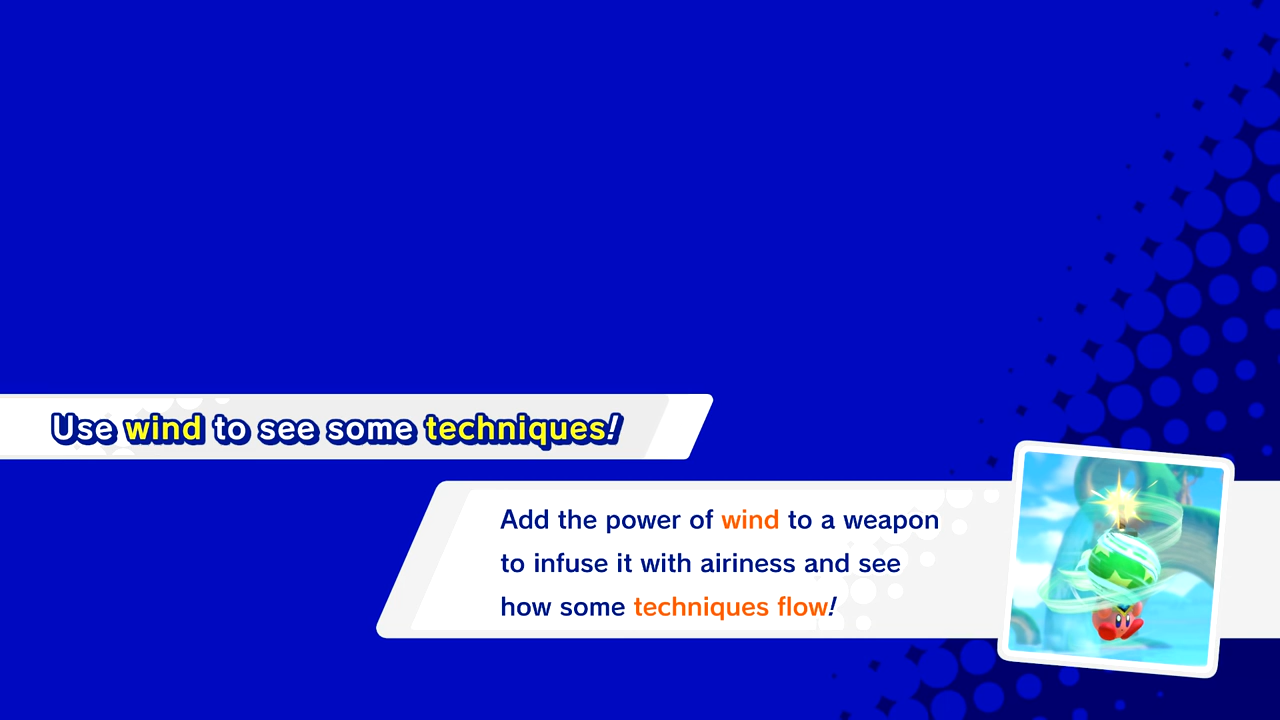 Use wind to see some techniques!
Add the power of wind to a weapon
to infuse it with airiness and see
how some techniques flow!